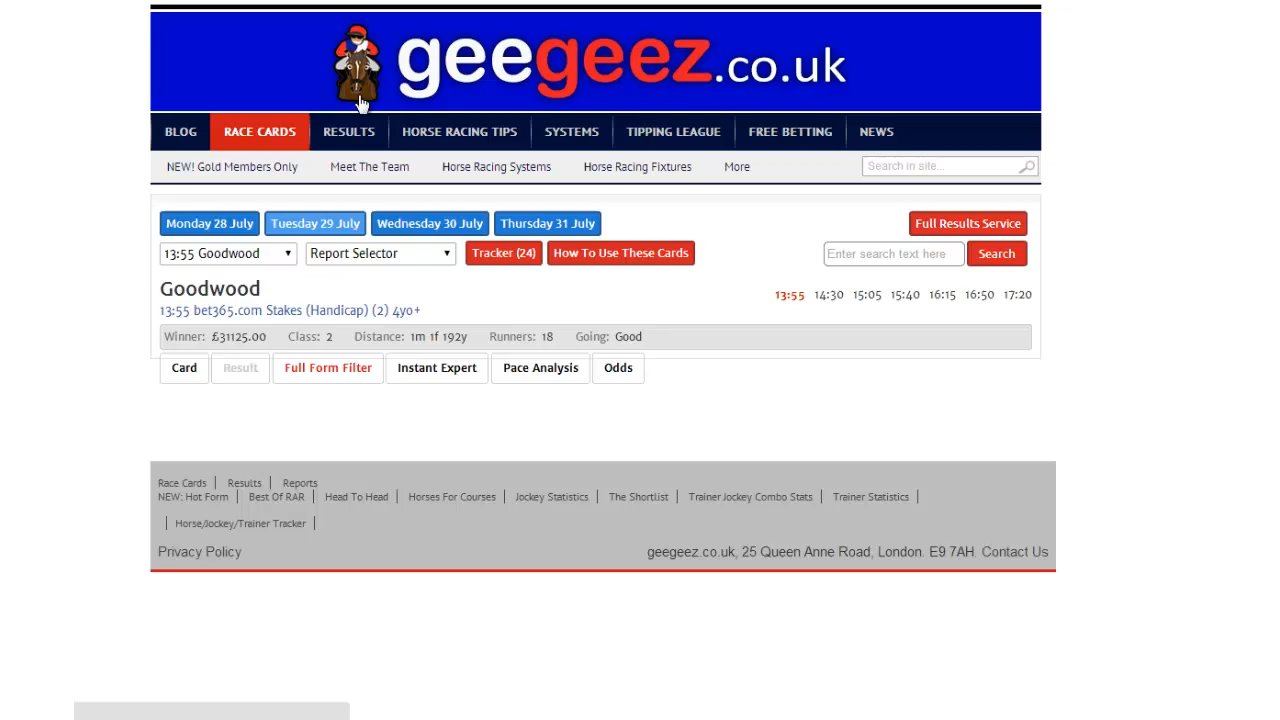 geegeez.co.uk
BLOG RACE CARDS RESULTS HORSE RACING TIPS SYSTEMS TIPPING LEAGUE FREE BETTING NEWS
NEW! Gold Members Only Meet The Team Horse Racing Systems Horse Racing Fixtures More Search in site...
Monday 28 July Tuesday 29 July Wednesday 30 July Thursday 31 July Full Results Service
13:55 Goodwood Report Selector Tracker (24) How To Use These Cards Enter search text here Search
Goodwood
13:55 14:30 15:05 15:40 16:15 16:50 17:20
13:55 bet365.com Stakes (Handicap) (2) 4yo+
Winner: £31125.00 Class: 2 Distance: 1m 1f 192y Runners: 18 Going: Good
Card Result Full Form Filter Instant Expert Pace Analysis Odds
Race Cards | Results | Reports
NEW: Hot Form | Best Of RAR | Head To Head | Horses For Courses | Jockey Statistics | The Shortlist | Trainer Jockey Combo Stats | Trainer Statistics |
| Horse/Jockey/Trainer Tracker |
Privacy Policy geegeez.co.uk, 25 Queen Anne Road, London. E9 7AH. Contact Us